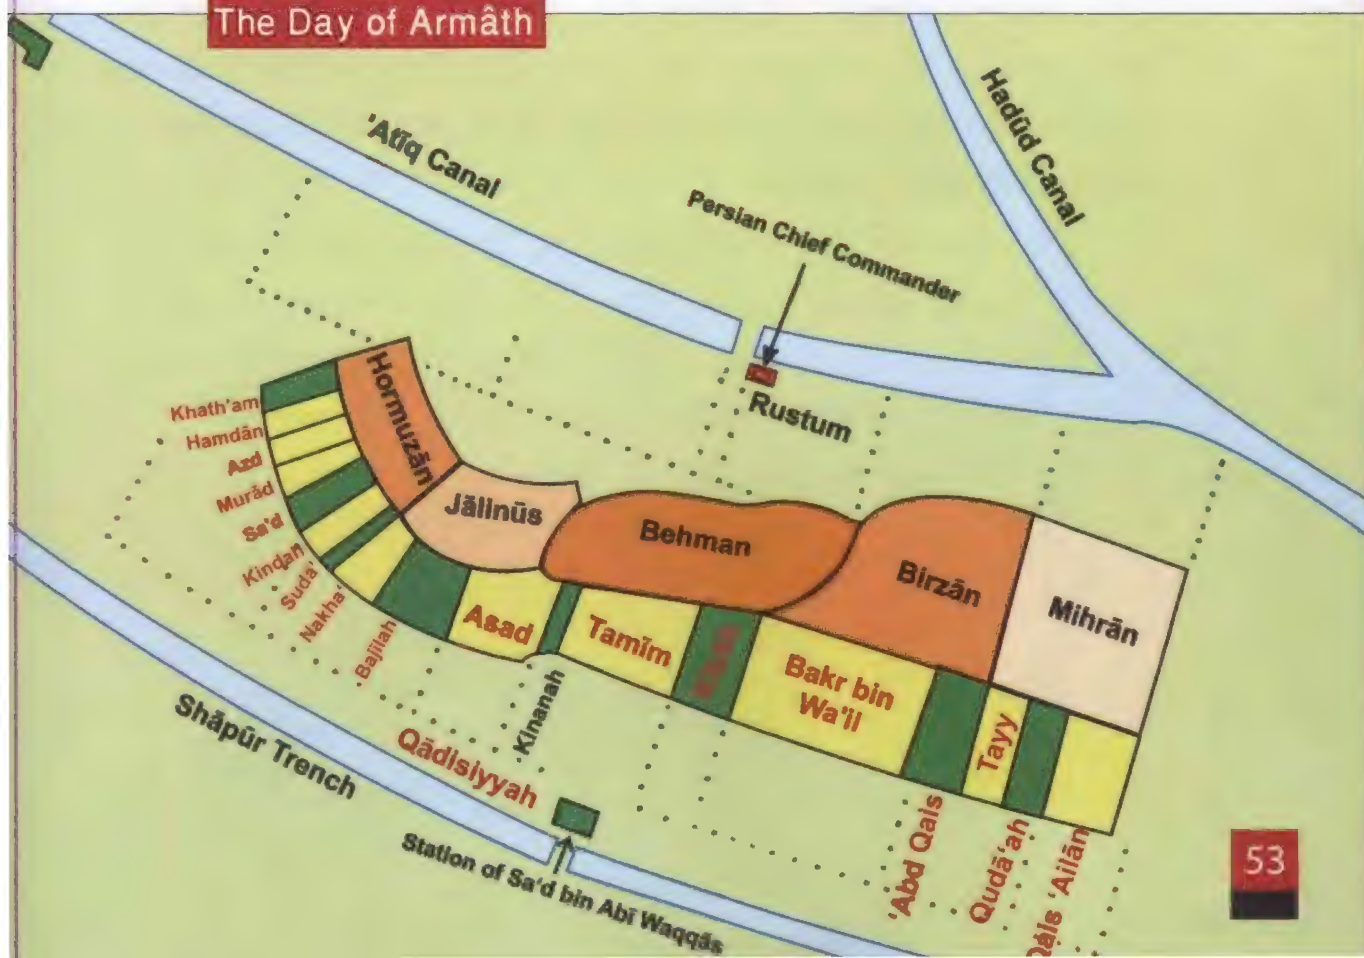 The Day of Armâth
'Atīq Canal
Hadūd Canal
Persian Chief Commander
Rustum
Hormuzān
Jālinūs
Behman
Birzān
Mihrān
Khath'am
Hamdān
Azd
Murād
Sa'd
Kindah
Suda'
Nakha'
Bajīlah
Asad
Kinanah
Tamīm
Bakr bin
Wa'il
'Abd Qais
Tayy
Qudā'ah
Qais 'Ailān
Qādisiyyah
Station of Sa'd bin Abī Waqqās
Shāpūr Trench
53